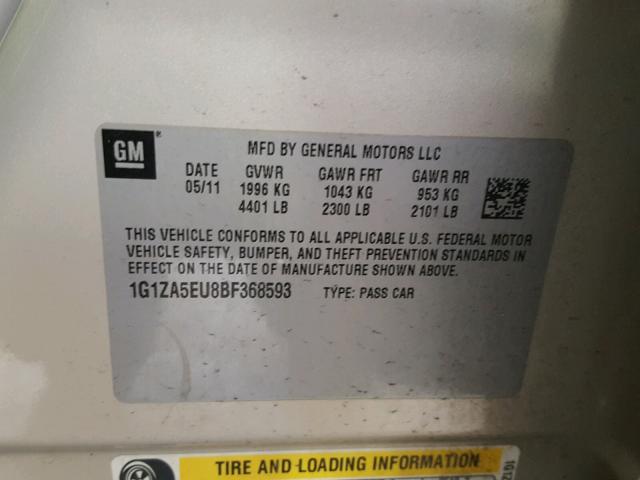 GM
MFD BY GENERAL MOTORS LLC
DATE GVWR GAWR FRT GAWR RR
05/11 1996 KG 1043 KG 953 KG
4401 LB 2300 LB 2101 LB
THIS VEHICLE CONFORMS TO ALL APPLICABLE U.S. FEDERAL MOTOR
VEHICLE SAFETY, BUMPER, AND THEFT PREVENTION STANDARDS IN
EFFECT ON THE DATE OF MANUFACTURE SHOWN ABOVE.
1G1ZA5EU8BF368593 TYPE: PASS CAR
TIRE AND LOADING INFORMATION